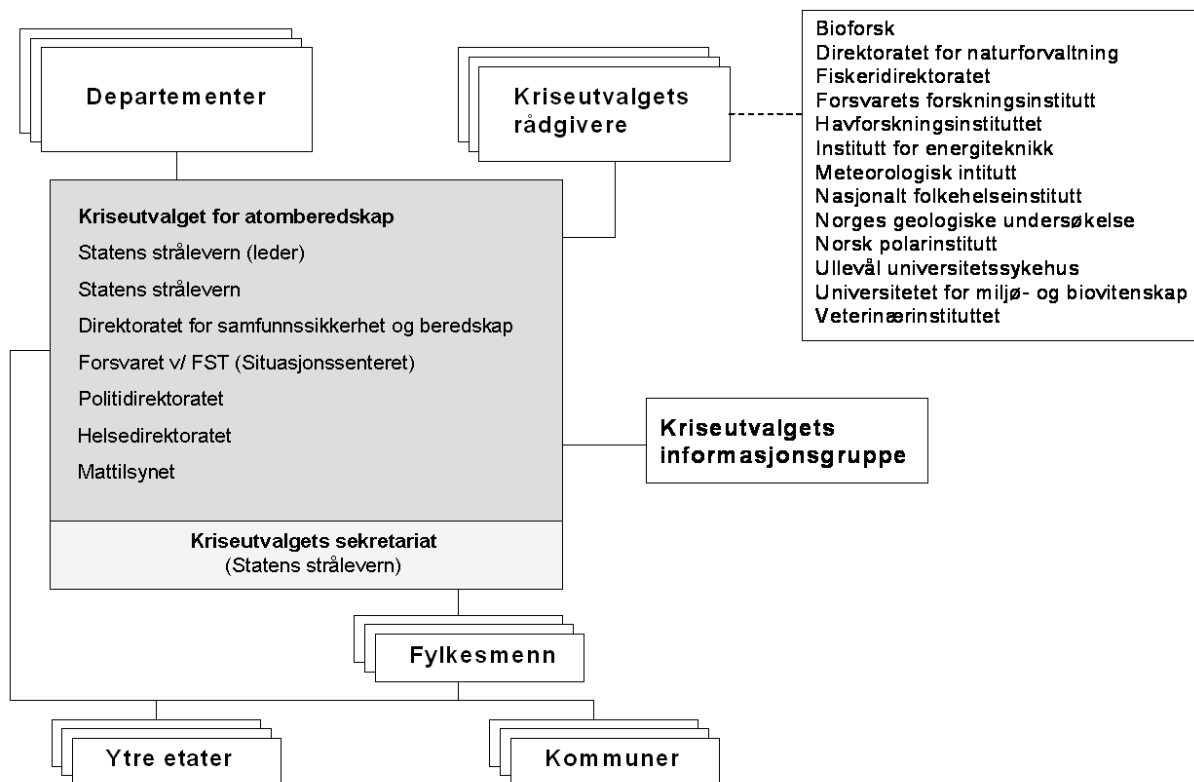 Departementer
Kriseutvalgets
rådgivere
Bioforsk
Direktoratet for naturforvaltning
Fiskeridirektoratet
Forsvarets forskningsinstitutt
Havforskningsinstituttet
Institutt for energiteknikk
Meteorologisk intitutt
Nasjonalt folkehelseinstitutt
Norges geologiske undersøkelse
Norsk polarinstitutt
Ullevål universitetssykehus
Universitetet for miljø- og biovitenskap
Veterinærinstituttet
Kriseutvalget for atomberedskap
Statens strålevern (leder)
Statens strålevern
Direktoratet for samfunnssikkerhet og beredskap
Forsvaret v/ FST (Situasjonssenteret)
Politidirektoratet
Helsedirektoratet
Mattilsynet
Kriseutvalgets
informasjonsgruppe
Kriseutvalgets sekretariat
(Statens strålevern)
Fylkesmenn
Ytre etater
Kommuner